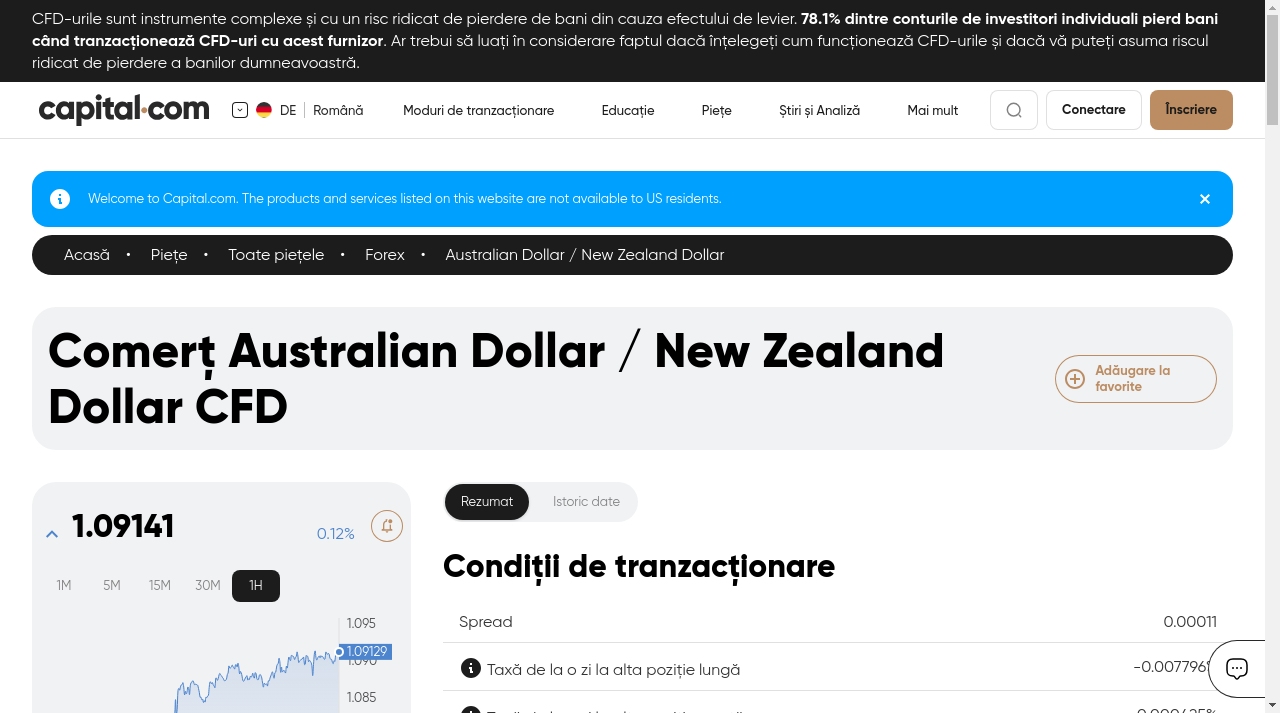 CFD-urile sunt instrumente complexe și cu un risc ridicat de pierdere de bani din cauza efectului de levier. 78.1% dintre conturile de investitori individuali pierd bani
când tranzacționează CFD-uri cu acest furnizor. Ar trebui să luați în considerare faptul dacă înțelegeți cum funcționează CFD-urile și dacă vă puteți asuma riscul
ridicat de pierdere a banilor dumneavoastră.
capital.com DE Română Moduri de tranzacționare Educație Piețe Știri și Analiză Mai mult Conectare Înscriere
Welcome to Capital.com. The products and services listed on this website are not available to US residents.
Acasă • Piețe • Toate piețele • Forex • Australian Dollar / New Zealand Dollar
Comerț Australian Dollar / New Zealand
Dollar CFD
Adăugare la
favorite
1.09141 0.12%
1M 5M 15M 30M 1H
1.095
1.09129
1.090
1.085
Rezumat Istoric date
Condiții de tranzacționare
Spread 0.00011
Taxă de la o zi la alta poziție lungă